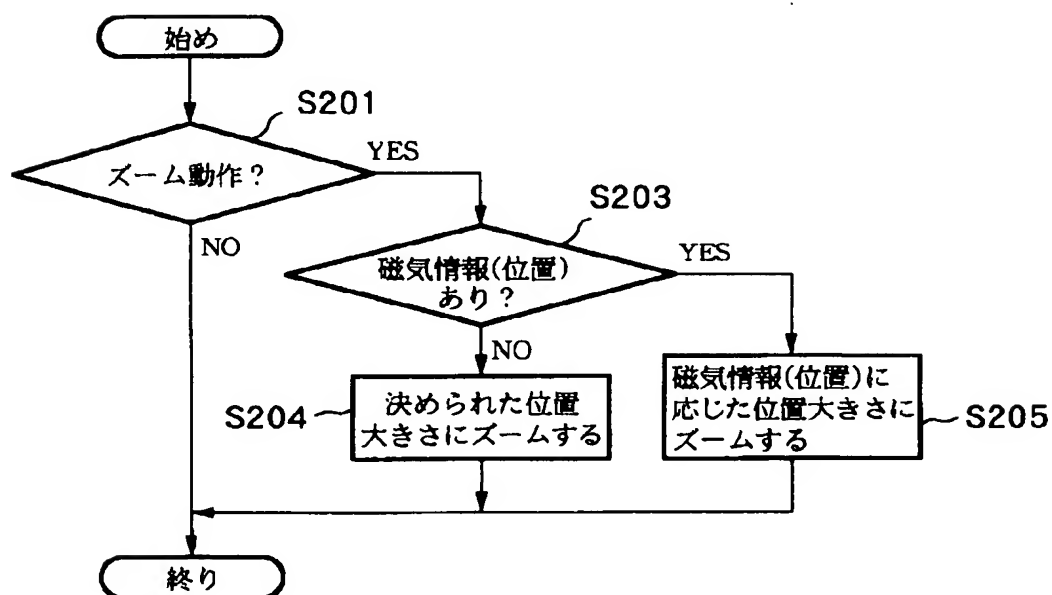 始め
S201
ズーム動作？
YES
NO
S203
磁気情報(位置)
あり？
YES
NO
S204
決められた位置
大きさにズームする
磁気情報(位置)に
応じた位置大きさに
ズームする
S205
終り